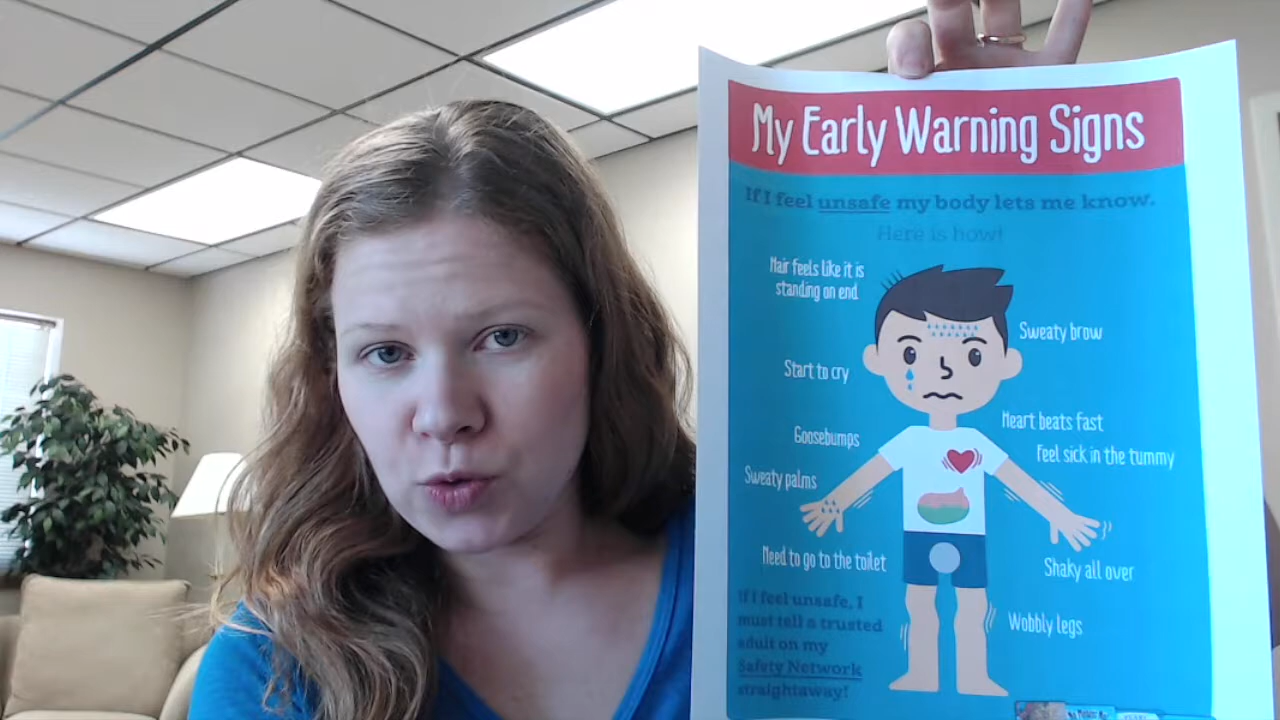 My Early Warning Signs
If I feel unsafe my body lets me know.
Here is how!
Hair feels like it is
standing on end
Sweaty brow
Start to cry
Heart beats fast
Goosebumps
Feel sick in the tummy
Sweaty palms
Need to go to the toilet
Shaky all over
If I feel unsafe, I
must tell a trusted
adult on my
Safety Network
straightaway!
Wobbly legs